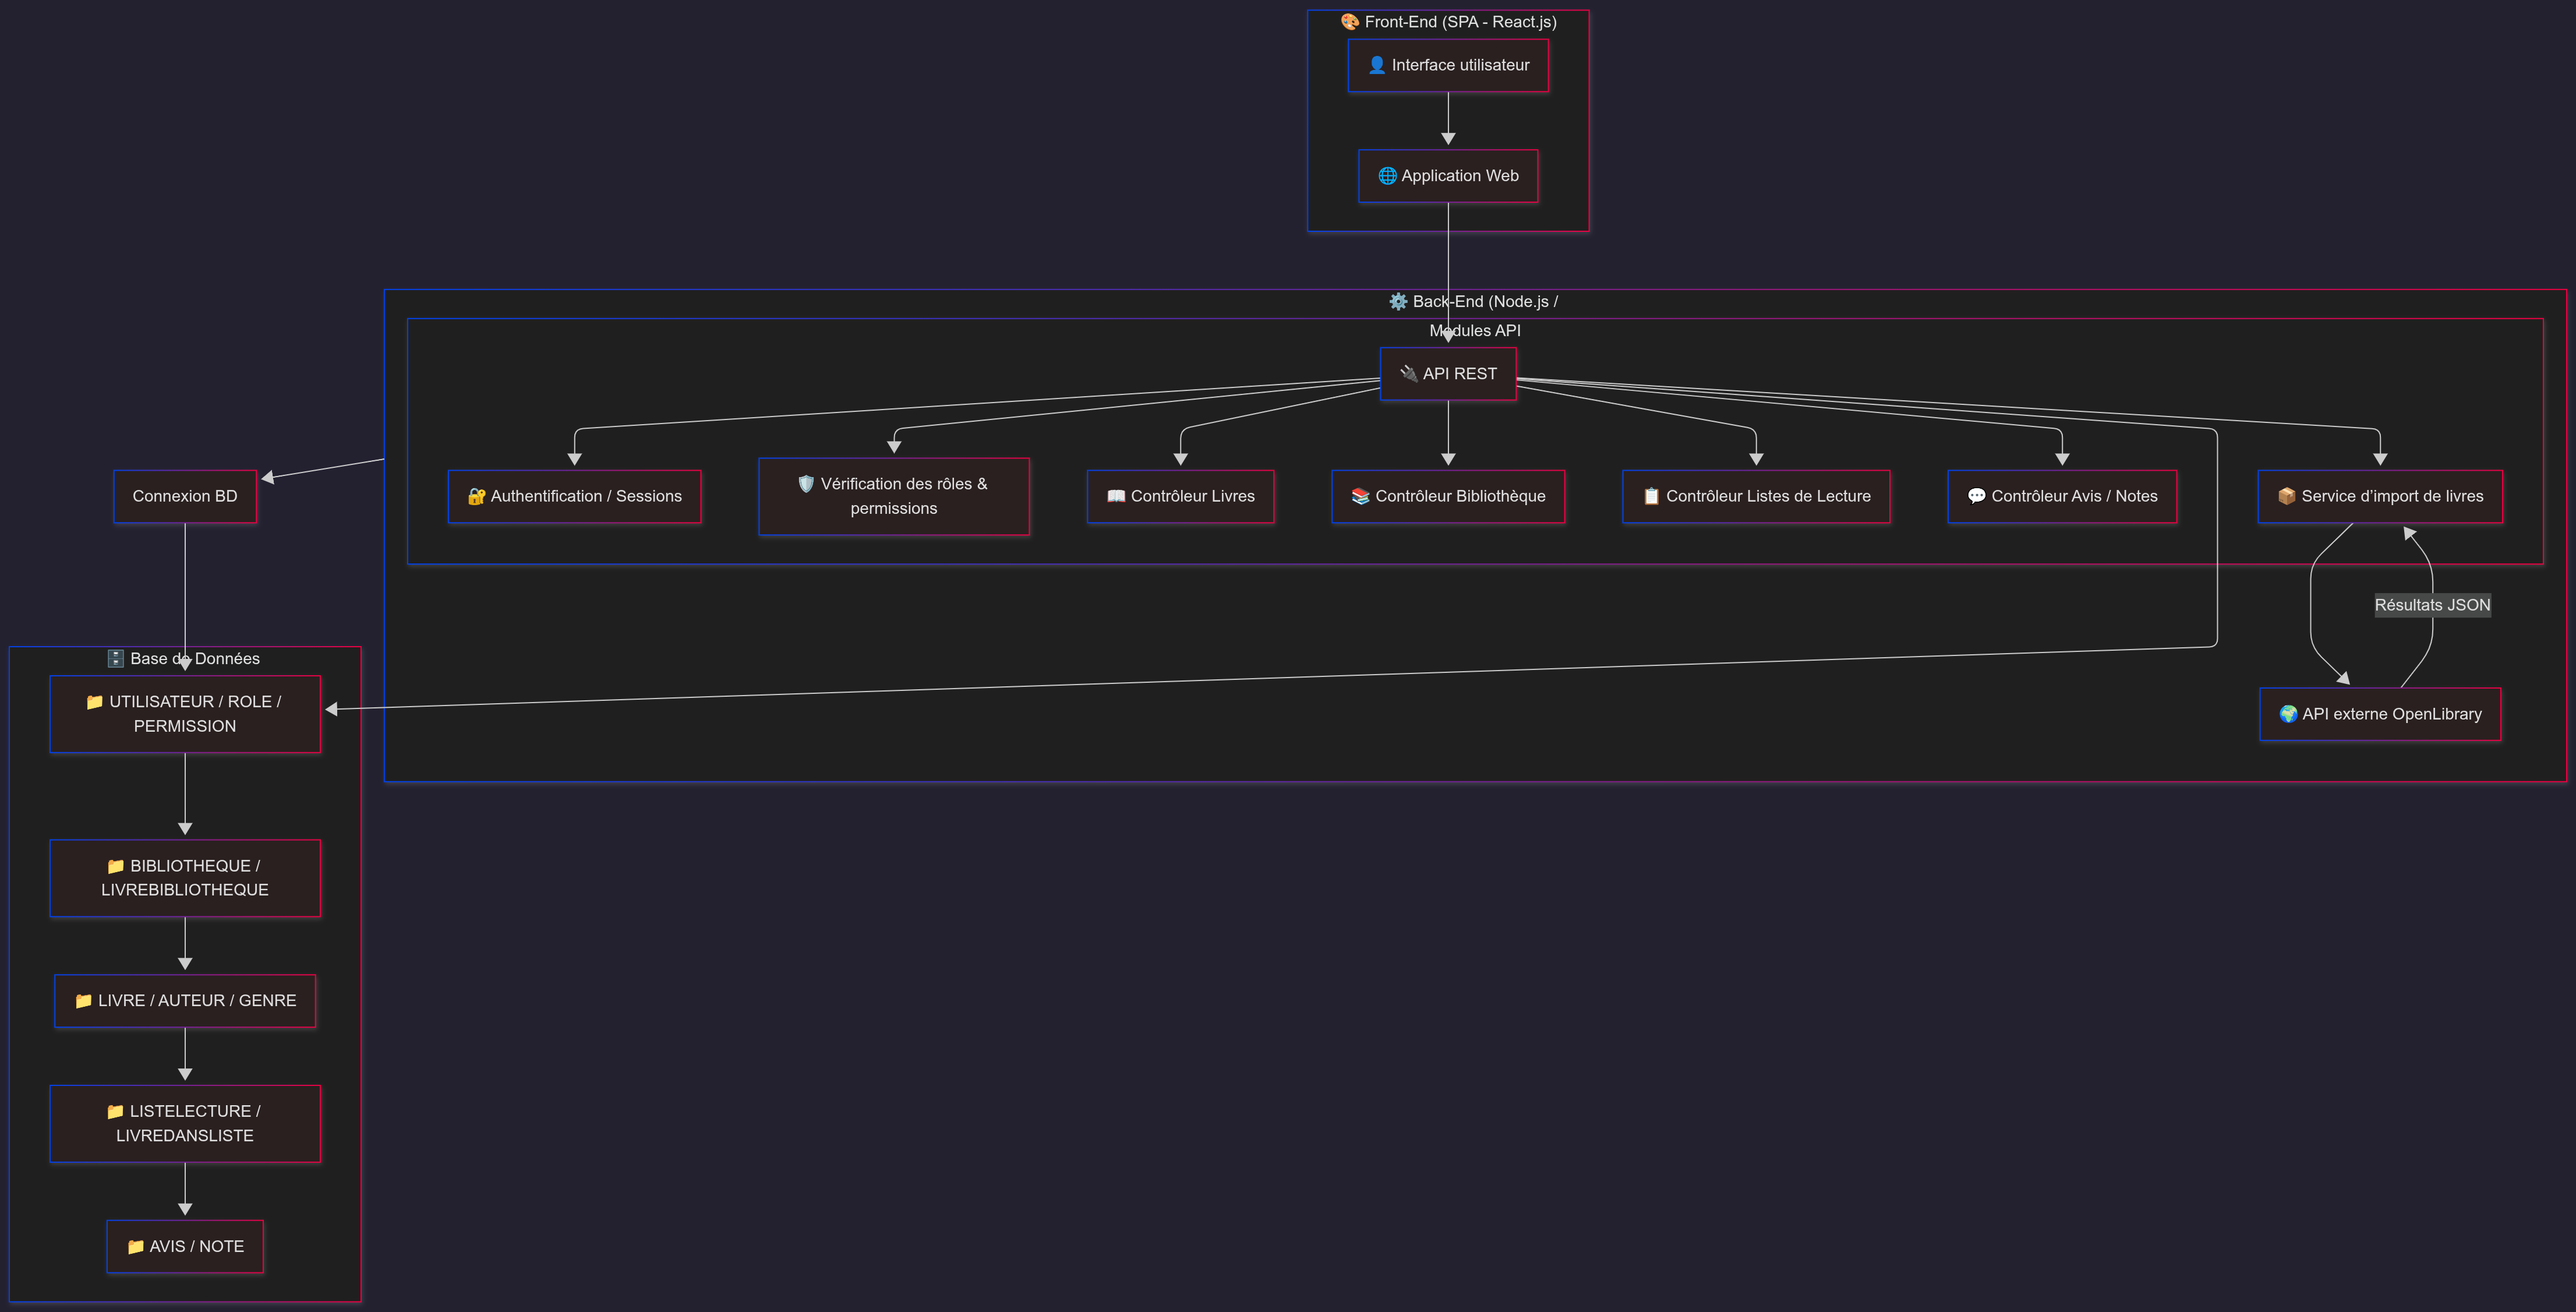 🎨 Front-End (SPA - React.js)
👤 Interface utilisateur
🌐 Application Web
⚙️ Back-End (Node.js /
Modules API
🔌 API REST
Connexion BD
🔐 Authentification / Sessions
🛡️ Vérification des rôles &
permissions
📖 Contrôleur Livres
📚 Contrôleur Bibliothèque
📋 Contrôleur Listes de Lecture
💬 Contrôleur Avis / Notes
📦 Service d’import de livres
Résultats JSON
🌍 API externe OpenLibrary
🗄️ Base de Données
📁 UTILISATEUR / ROLE /
PERMISSION
📁 BIBLIOTHEQUE /
LIVREBIBLIOTHEQUE
📁 LIVRE / AUTEUR / GENRE
📁 LISTELECTURE /
LIVREDANSLISTE
📁 AVIS / NOTE